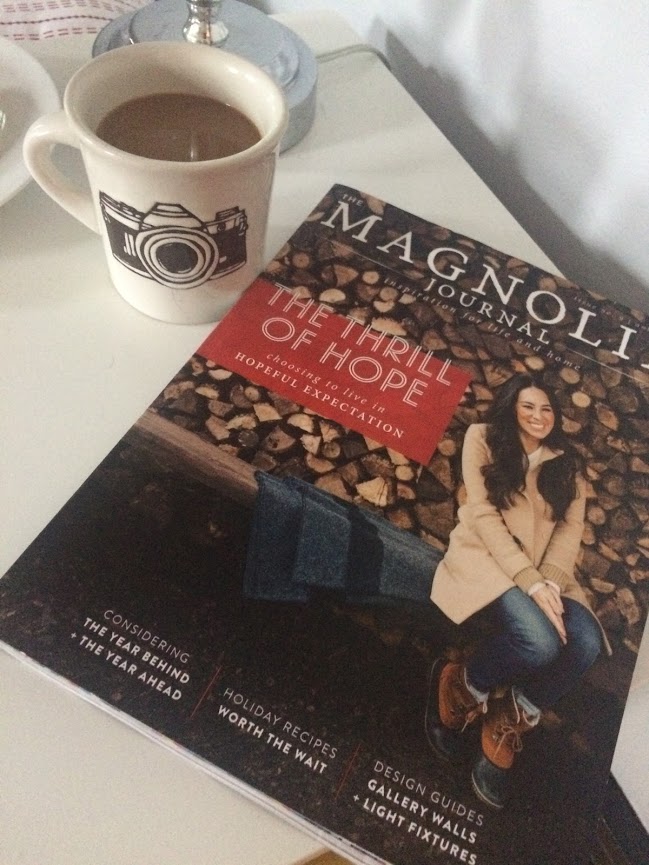 THE
MAGNOLI
JOURNAL
inspiration for life and home
THE THRILL
OF HOPE
choosing to live in
HOPEFUL EXPECTATION
CONSIDERING
THE YEAR BEHIND
+ THE YEAR AHEAD
HOLIDAY RECIPES
WORTH THE WAIT
DESIGN GUIDES
GALLERY WALLS
+ LIGHT FIXTURES